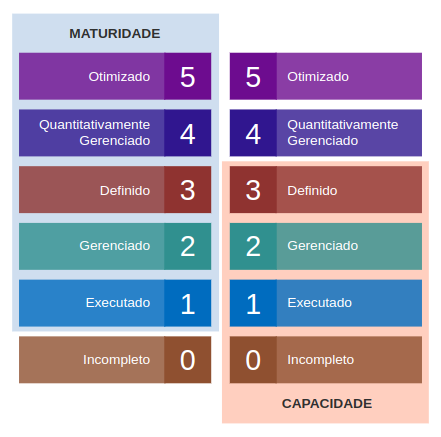 MATURIDADE
Otimizado 5
5 Otimizado
Quantitativamente
Gerenciado 4
4 Quantitativamente
Gerenciado
Definido 3
3 Definido
Gerenciado 2
2 Gerenciado
Executado 1
1 Executado
Incompleto 0
0 Incompleto
CAPACIDADE